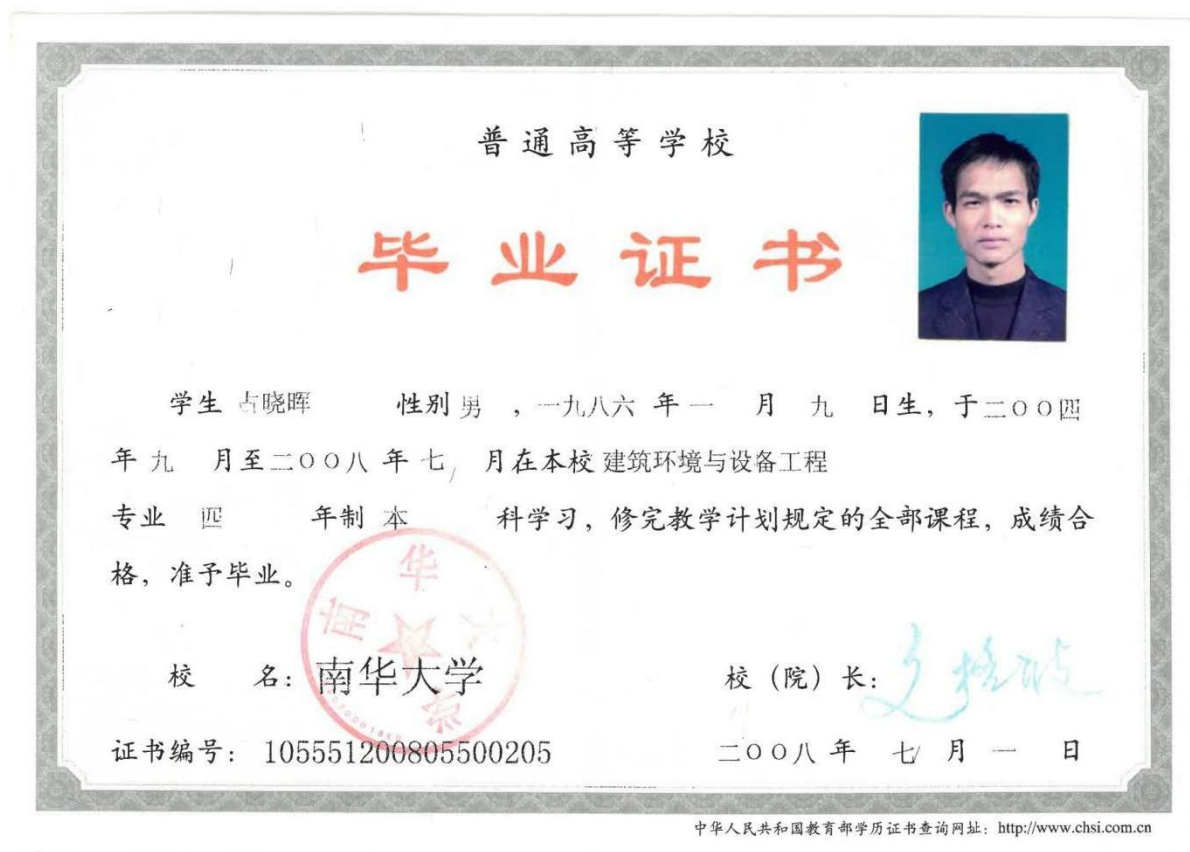 普通高等学校
毕业证书
学生 占晓晖 性别 男 ，一九八六 年 一 月 九 日生，于二〇〇四
年 九 月至二〇〇八 年 七 月在本校 建筑环境与设备工程
专业 四 年制 本 科学习，修完教学计划规定的全部课程，成绩合
格，准予毕业。
南华大学
校 名：南华大学
校（院）长：
证书编号： 105551200805500205
二〇〇八 年 七 月 一 日
中华人民共和国教育部学历证书查询网址：http://www.chsi.com.cn